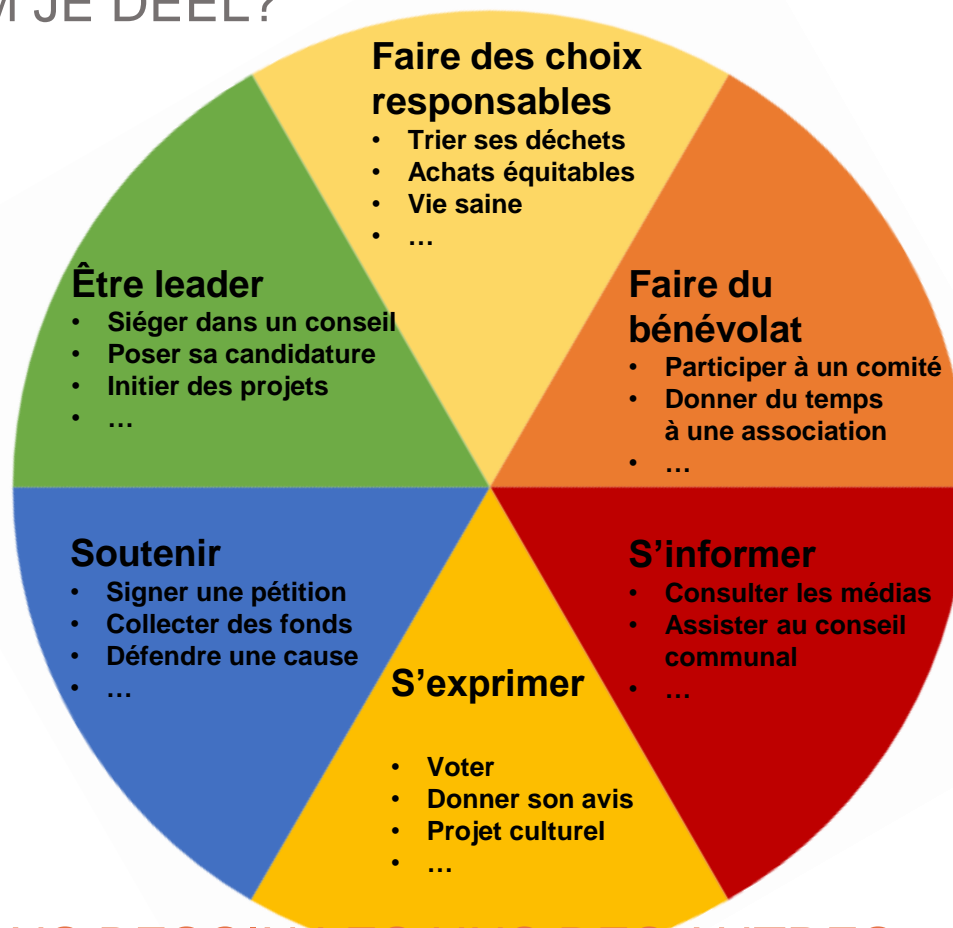 JE DEEL?
Faire des choix
responsables
• Trier ses déchets
• Achats équitables
• Vie saine
• …
Être leader
• Siéger dans un conseil
• Poser sa candidature
• Initier des projets
• …
Faire du
bénévolat
• Participer à un comité
• Donner du temps
à une association
• …
Soutenir
• Signer une pétition
• Collecter des fonds
• Défendre une cause
• …
S’informer
• Consulter les médias
• Assister au conseil
communal
• …
S’exprimer
• Voter
• Donner son avis
• Projet culturel
• …